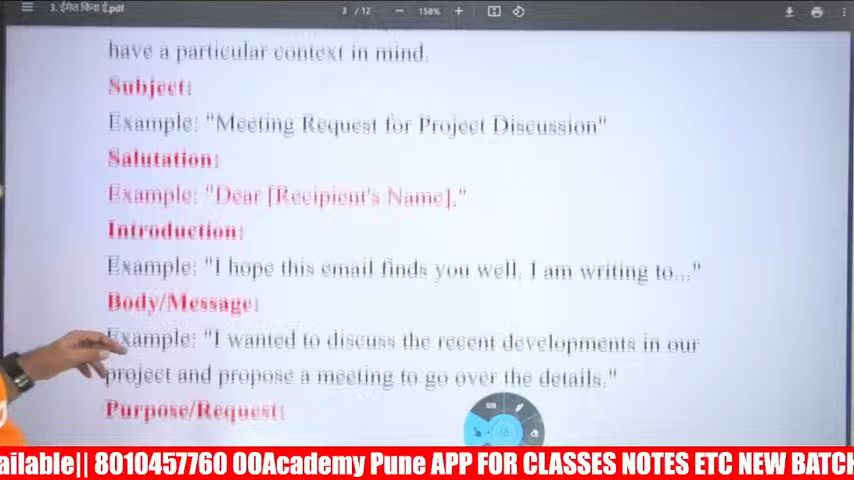 3. ईमेल किंवा ई.pdf
3 / 12 158%
have a particular context in mind.
Subject:
Example: "Meeting Request for Project Discussion"
Salutation:
Example: "Dear [Recipient's Name],"
Introduction:
Example: "I hope this email finds you well, I am writing to..."
Body/Message:
Example: "I wanted to discuss the recent developments in our
project and propose a meeting to go over the details."
Purpose/Request:
ailable|| 8010457760 OOAcademy Pune APP FOR CLASSES NOTES ETC NEW BATCH